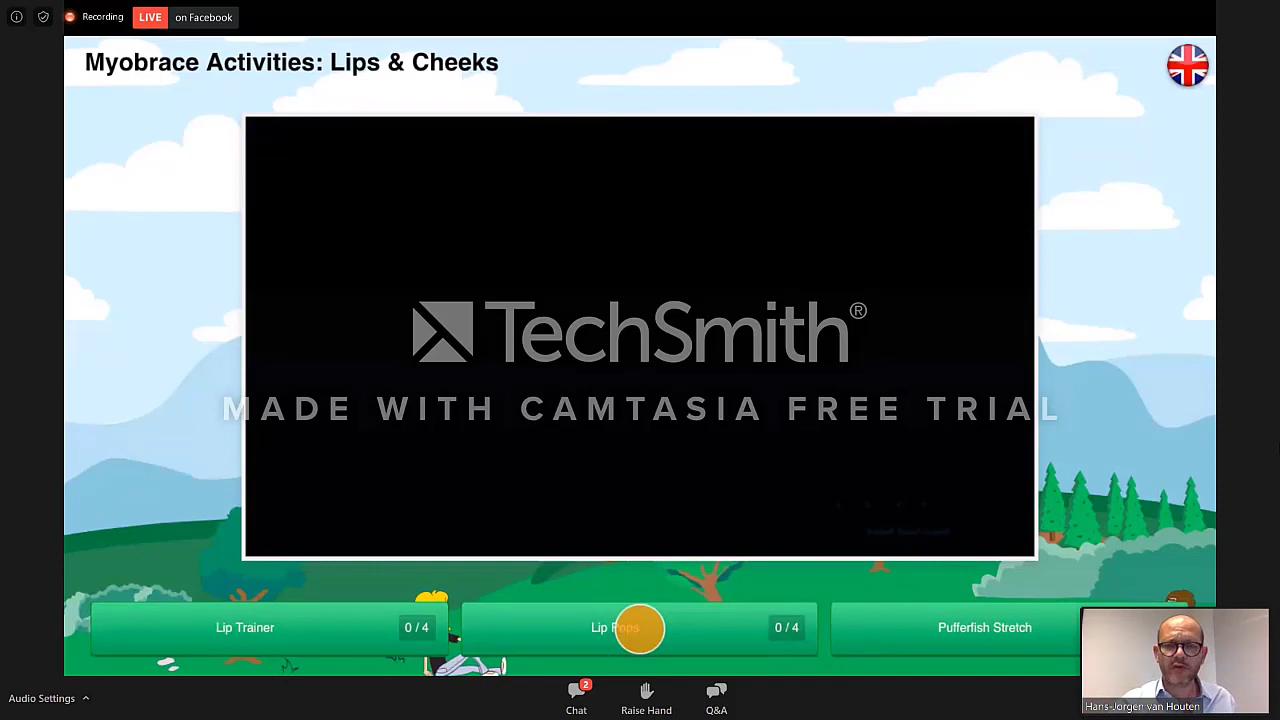 Recording
LIVE on Facebook
Myobrace Activities: Lips & Cheeks
TechSmith®
MADE WITH CAMTASIA FREE TRIAL
Lip Trainer 0 / 4
Lip Pops 0 / 4
Pufferfish Stretch
Hans-Jorgen van Houten
Audio Settings
2
Chat
Raise Hand
Q&A